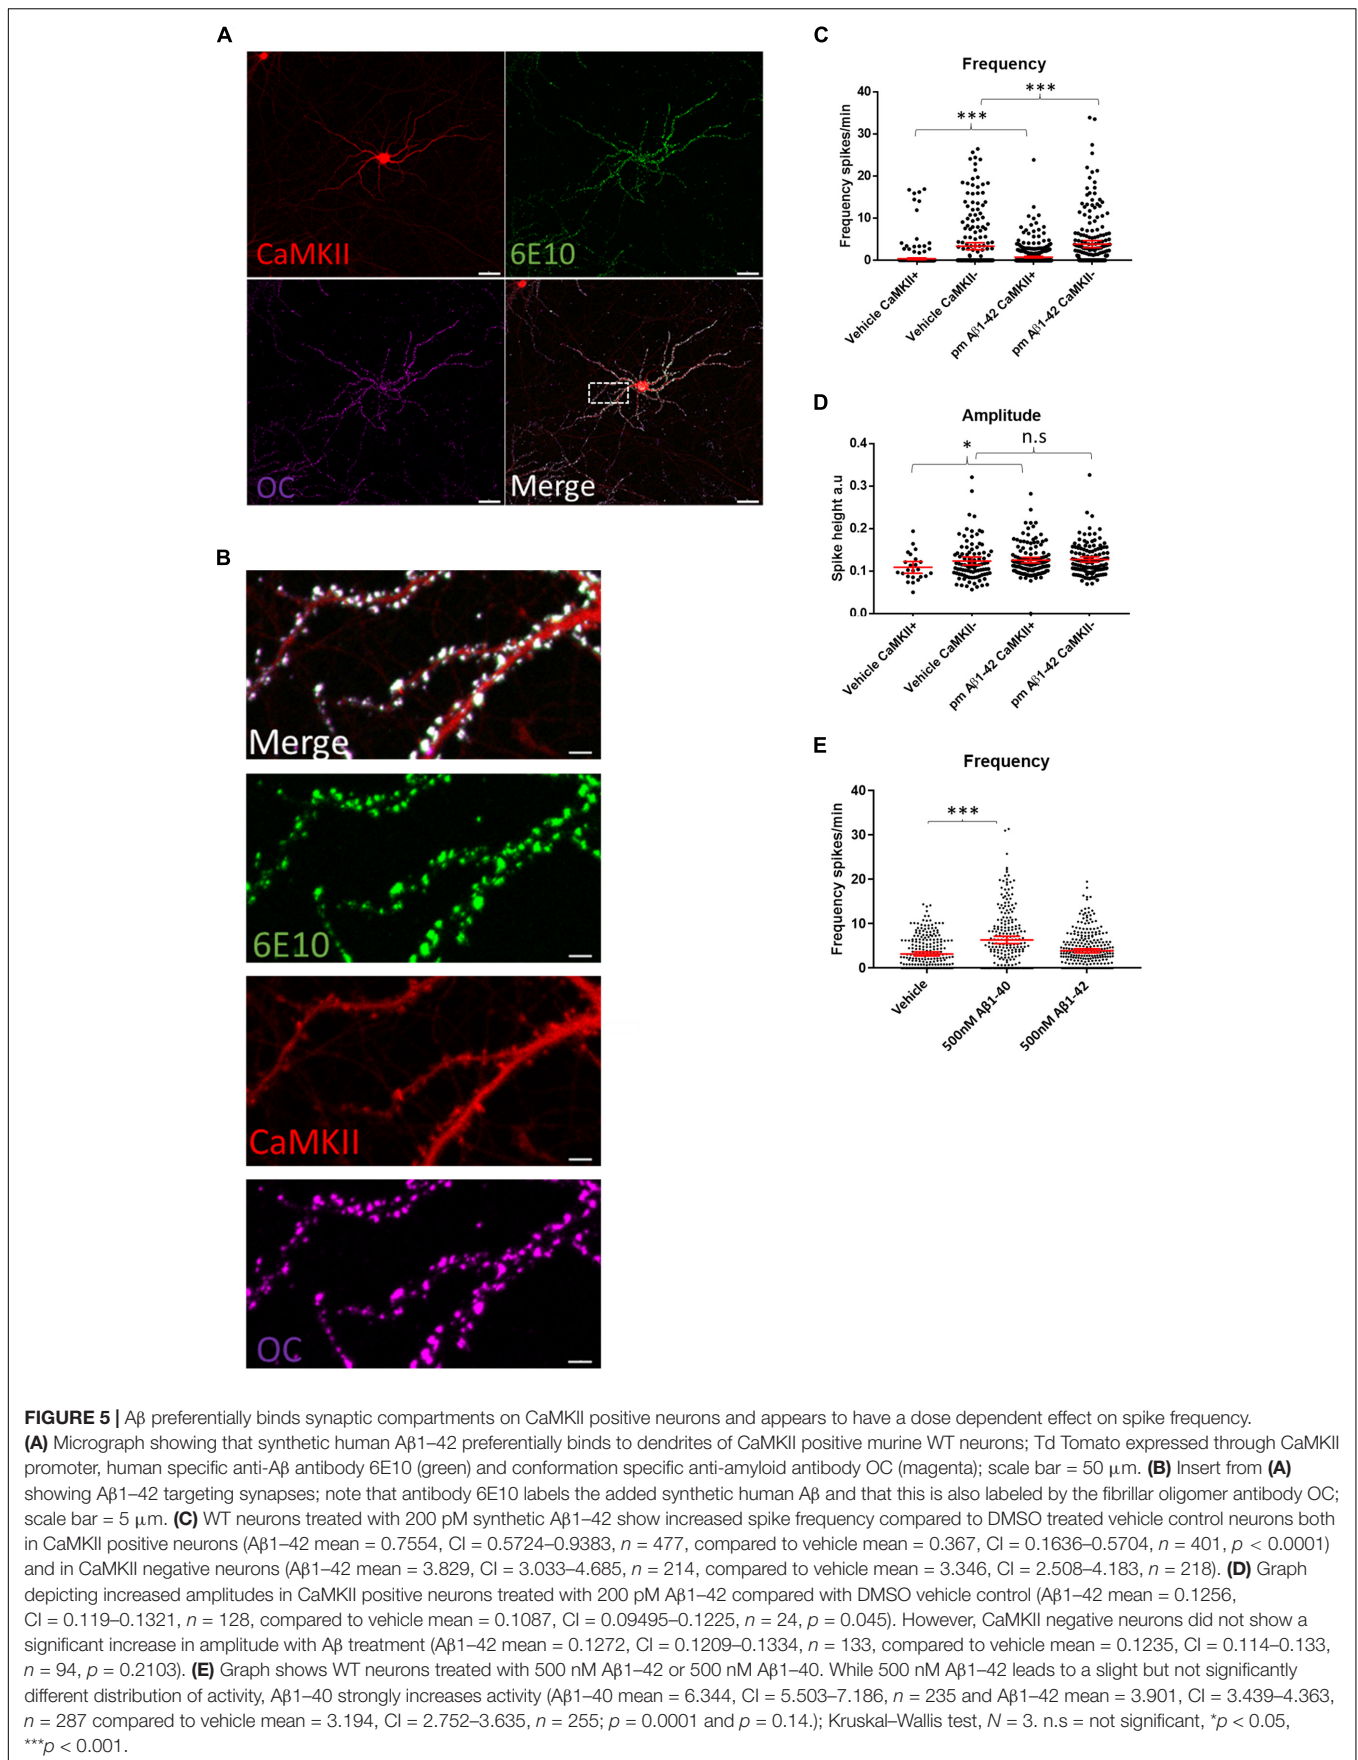 A
CaMKII
6E10
OC
Merge
B
Merge
6E10
CaMKII
OC
C
Frequency
***
***
Frequency spikes/min
40
30
20
10
0
Vehicle CaMKII+
Vehicle CaMKII-
pm Aβ1-42 CaMKII+
pm Aβ1-42 CaMKII-
D
Amplitude
*
n.s
Spike height a.u
0.4
0.3
0.2
0.1
0.0
Vehicle CaMKII+
Vehicle CaMKII-
pm Aβ1-42 CaMKII+
pm Aβ1-42 CaMKII-
E
Frequency
***
Frequency spikes/min
40
30
20
10
0
Vehicle
500nM Aβ1-40
500nM Aβ1-42
FIGURE 5 | Aβ preferentially binds synaptic compartments on CaMKII positive neurons and appears to have a dose dependent effect on spike frequency.
(A) Micrograph showing that synthetic human Aβ1–42 preferentially binds to dendrites of CaMKII positive murine WT neurons; Td Tomato expressed through CaMKII
promoter, human specific anti-Aβ antibody 6E10 (green) and conformation specific anti-amyloid antibody OC (magenta); scale bar = 50 μm. (B) Insert from (A)
showing Aβ1–42 targeting synapses; note that antibody 6E10 labels the added synthetic human Aβ and that this is also labeled by the fibrillar oligomer antibody OC;
scale bar = 5 μm. (C) WT neurons treated with 200 pM synthetic Aβ1–42 show increased spike frequency compared to DMSO treated vehicle control neurons both
in CaMKII positive neurons (Aβ1–42 mean = 0.7554, CI = 0.5724–0.9383, n = 477, compared to vehicle mean = 0.367, CI = 0.1636–0.5704, n = 401, p < 0.0001)
and in CaMKII negative neurons (Aβ1–42 mean = 3.829, CI = 3.033–4.685, n = 214, compared to vehicle mean = 3.346, CI = 2.508–4.183, n = 218). (D) Graph
depicting increased amplitudes in CaMKII positive neurons treated with 200 pM Aβ1–42 compared with DMSO vehicle control (Aβ1–42 mean = 0.1256,
CI = 0.119–0.1321, n = 128, compared to vehicle mean = 0.1087, CI = 0.09495–0.1225, n = 24, p = 0.045). However, CaMKII negative neurons did not show a
significant increase in amplitude with Aβ treatment (Aβ1–42 mean = 0.1272, CI = 0.1209–0.1334, n = 133, compared to vehicle mean = 0.1235, CI = 0.114–0.133,
n = 94, p = 0.2103). (E) Graph shows WT neurons treated with 500 nM Aβ1–42 or 500 nM Aβ1–40. While 500 nM Aβ1–42 leads to a slight but not significantly
different distribution of activity, Aβ1–40 strongly increases activity (Aβ1–40 mean = 6.344, CI = 5.503–7.186, n = 235 and Aβ1–42 mean = 3.901, CI = 3.439–4.363,
n = 287 compared to vehicle mean = 3.194, CI = 2.752–3.635, n = 255; p = 0.0001 and p = 0.14.); Kruskal–Wallis test, N = 3. n.s = not significant, *p < 0.05,
***p < 0.001.